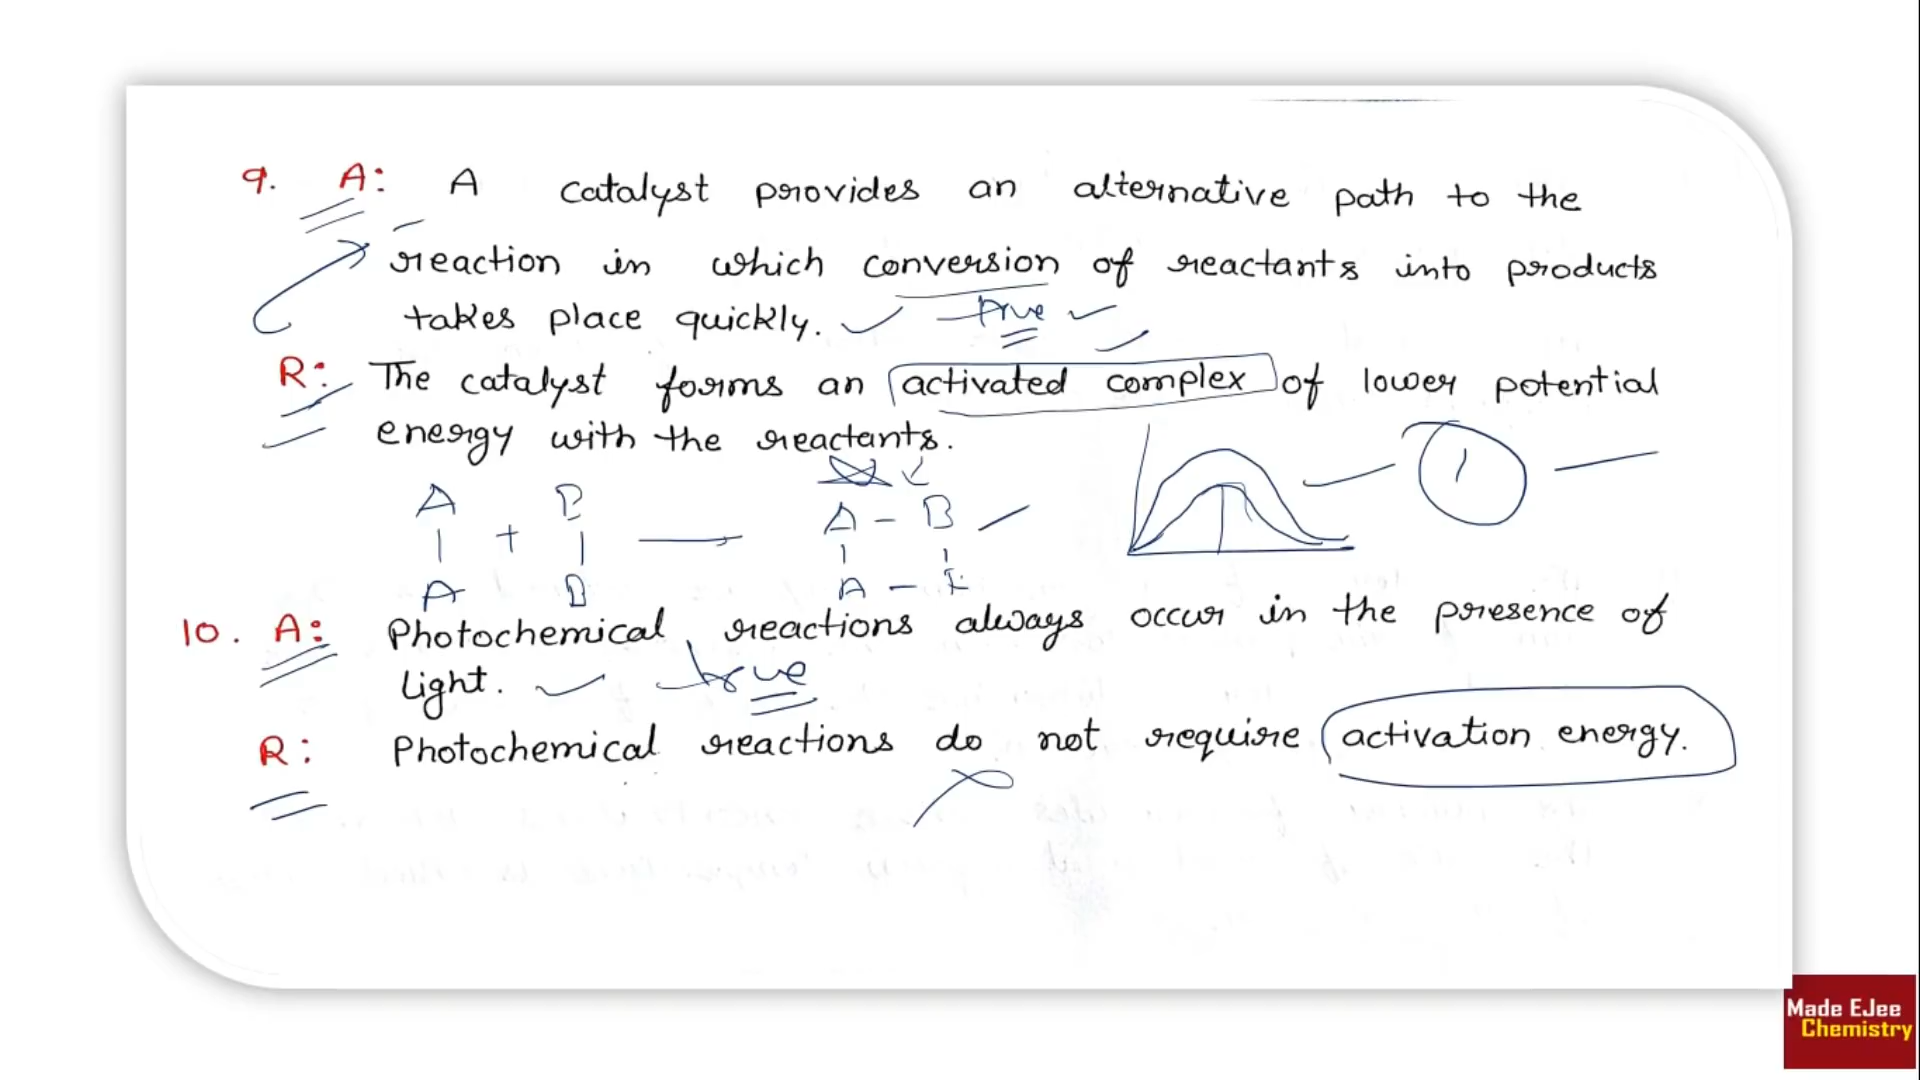 9. A: A catalyst provides an alternative path to the
reaction in which conversion of reactants into products
takes place quickly. true
R: The catalyst forms an activated complex of lower potential
energy with the reactants.
1
A B A - B
| + | → | |
A B A -
10. A: Photochemical reactions always occur in the presence of
light. true
R: Photochemical reactions do not require activation energy.
Made EJee
Chemistry